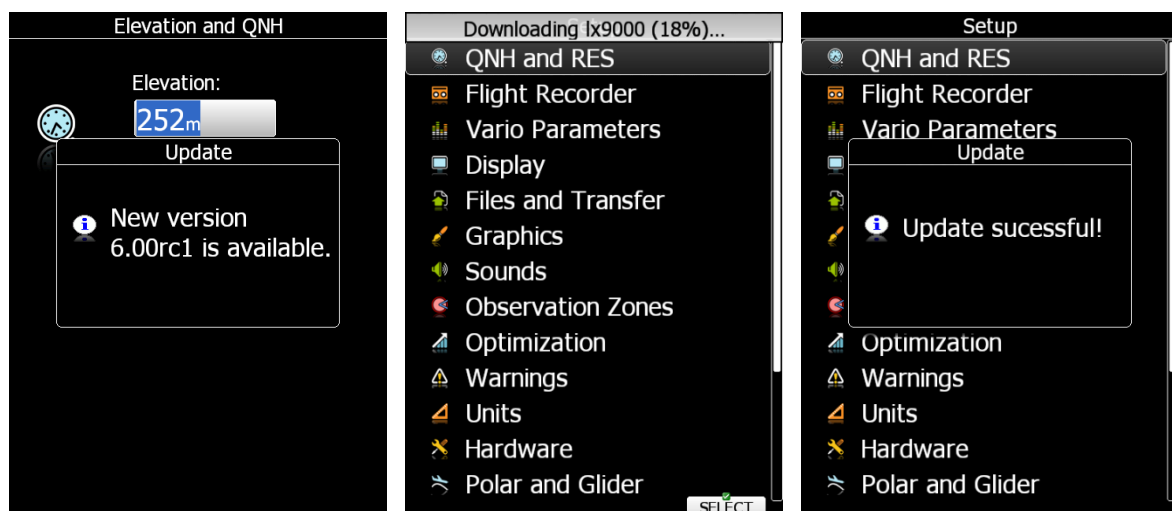 Elevation and QNH
Elevation:
252m
Update
New version
6.00rc1 is available.
Downloading lx9000 (18%)...
QNH and RES
Flight Recorder
Vario Parameters
Display
Files and Transfer
Graphics
Sounds
Observation Zones
Optimization
Warnings
Units
Hardware
Polar and Glider
SELECT
Setup
QNH and RES
Flight Recorder
Vario Parameters
Update
Update sucessful!
Optimization
Warnings
Units
Hardware
Polar and Glider